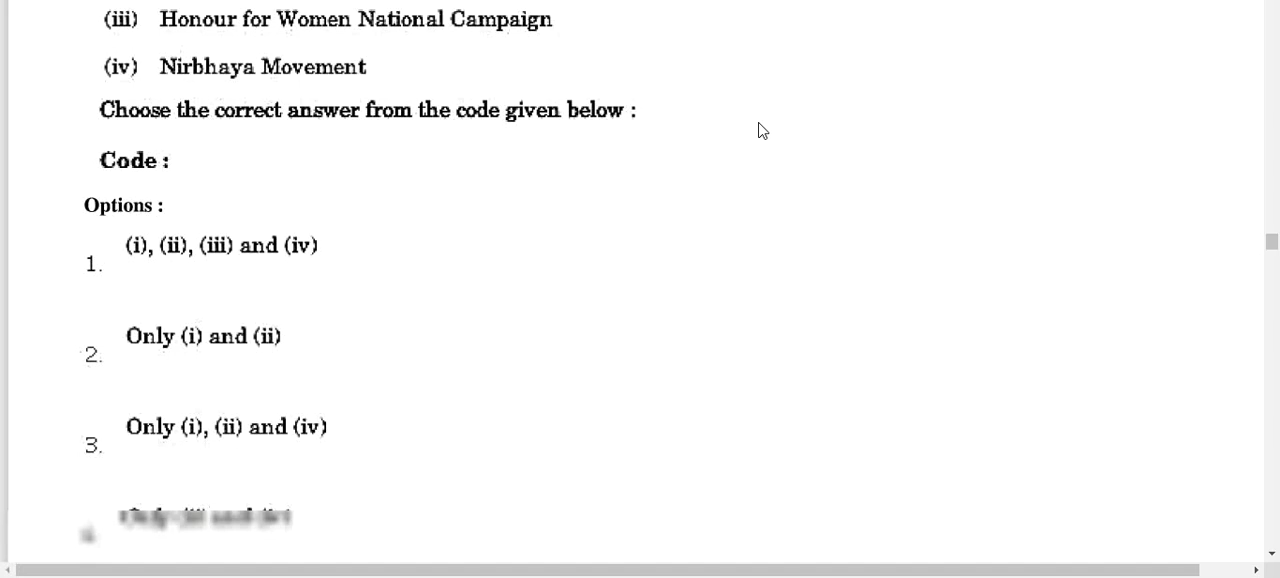 (iii) Honour for Women National Campaign
(iv) Nirbhaya Movement
Choose the correct answer from the code given below :
Code :
Options :
(i), (ii), (iii) and (iv)
1.
Only (i) and (ii)
2.
Only (i), (ii) and (iv)
3.